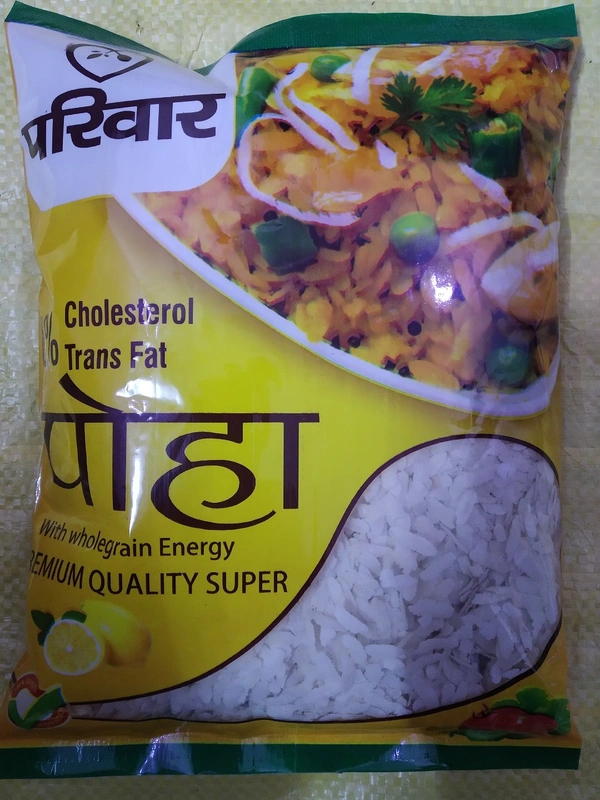 परिवार
% Cholesterol
Trans Fat
पोहा
With wholegrain Energy
REMIUM QUALITY SUPER